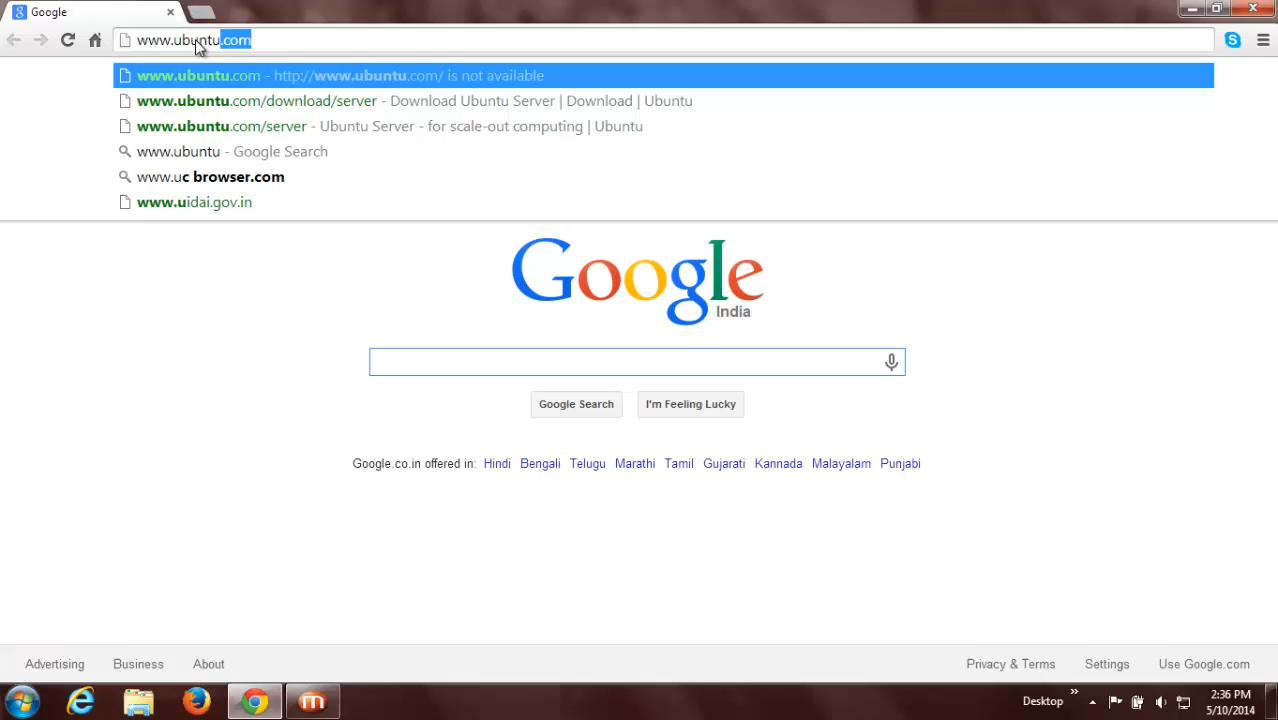 Google
www.ubuntu.com
www.ubuntu.com - http://www.ubuntu.com/ is not available
www.ubuntu.com/download/server - Download Ubuntu Server | Download | Ubuntu
www.ubuntu.com/server - Ubuntu Server - for scale-out computing | Ubuntu
www.ubuntu - Google Search
www.uc browser.com
www.uidai.gov.in
Google
India
Google Search I'm Feeling Lucky
Google.co.in offered in: Hindi Bengali Telugu Marathi Tamil Gujarati Kannada Malayalam Punjabi
Advertising Business About Privacy & Terms Settings Use Google.com
Desktop
2:36 PM
5/10/2014